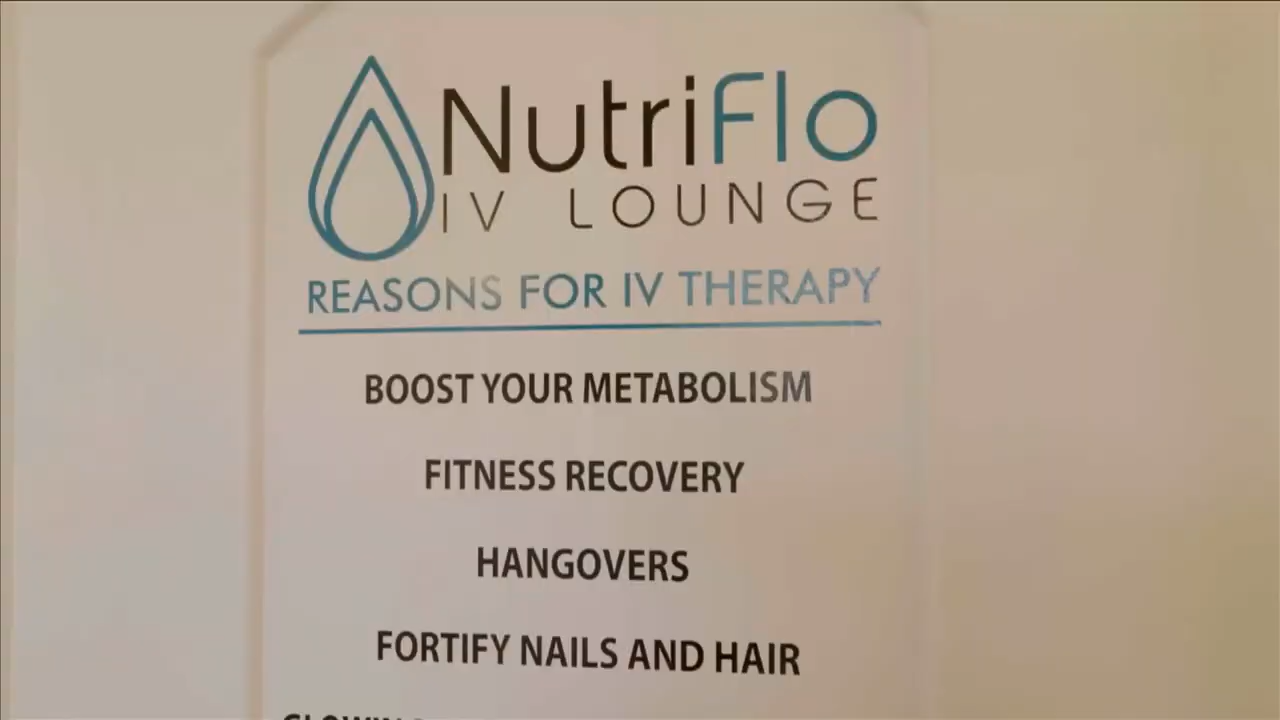 NutriFlo
IV LOUNGE
REASONS FOR IV THERAPY
BOOST YOUR METABOLISM
FITNESS RECOVERY
HANGOVERS
FORTIFY NAILS AND HAIR